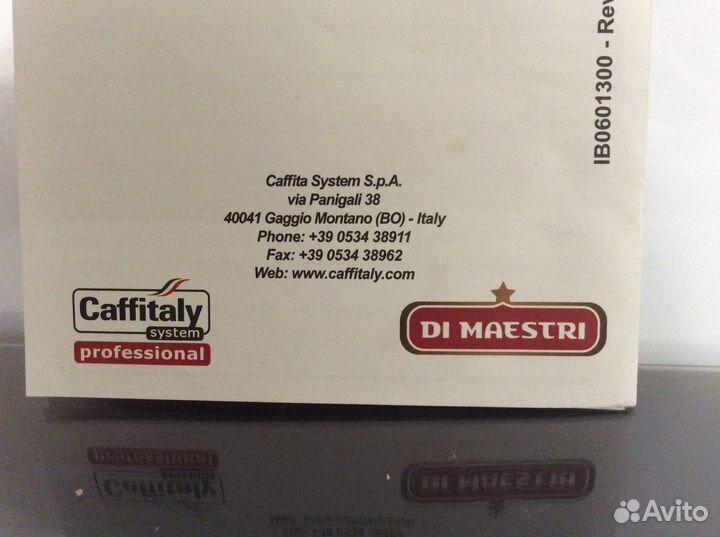 IB0601300 - Rev
Caffita System S.p.A.
via Panigali 38
40041 Gaggio Montano (BO) - Italy
Phone: +39 0534 38911
Fax: +39 0534 38962
Web: www.caffitaly.com
Caffitaly
system
professional
DI MAESTRI
Avito